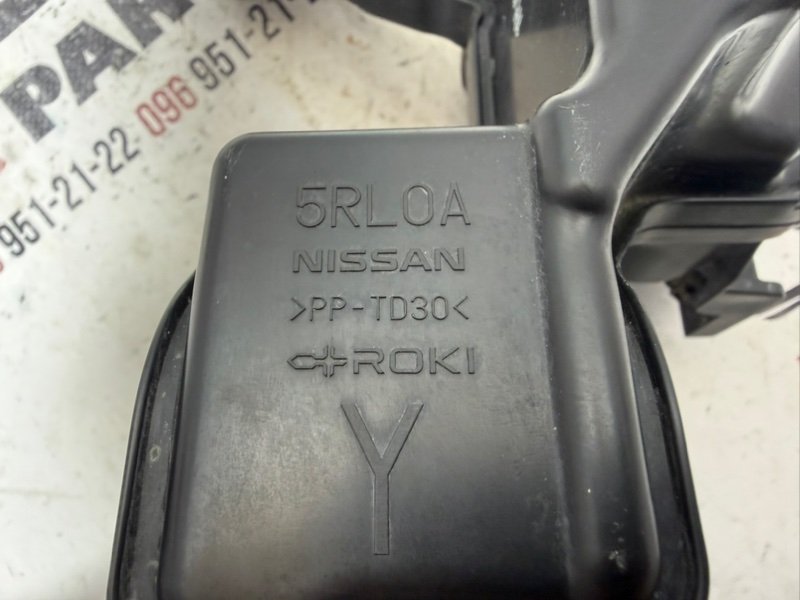 PAR
096 951-21-22
951-21-22
5RL0A
NISSAN
>PP-TD30<
ROKI
Y